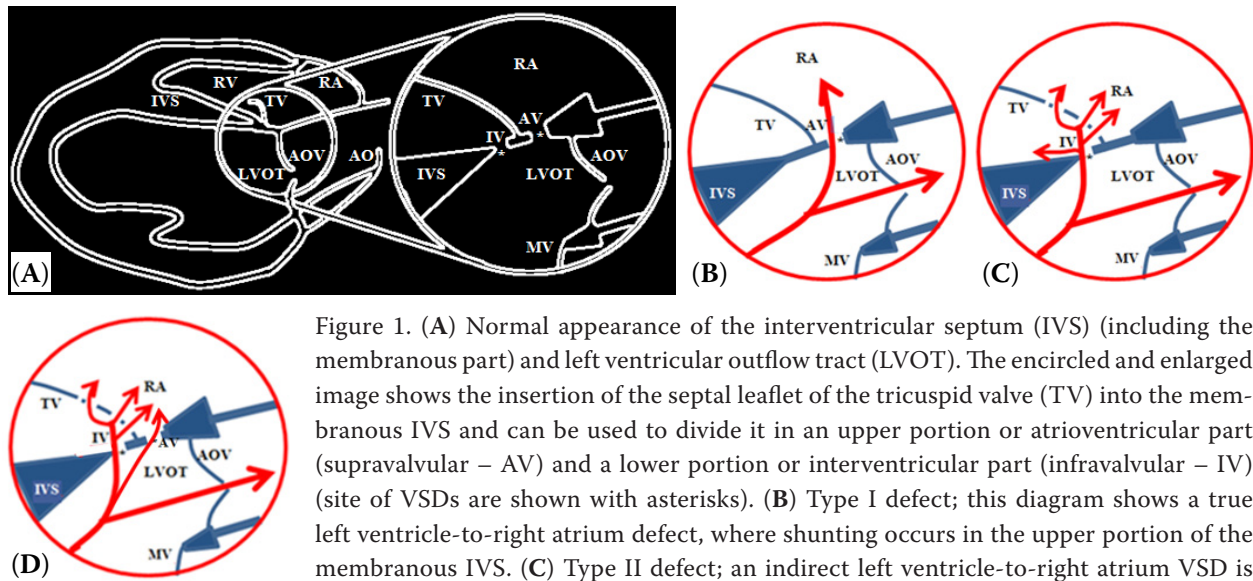 RV
RA
IVS
TV
AOV
AO
LVOT
(A)
RA
TV
AV
*
IV
*
IVS
LVOT
AOV
MV
RA
TV
AV
*
AOV
LVOT
IVS
MV
(B)
TV
RA
IV
*
AOV
LVOT
IVS
MV
(C)
RA
TV
IV
AV
*
*
LVOT
AOV
IVS
MV
(D)
Figure 1. (A) Normal appearance of the interventricular septum (IVS) (including the
membranous part) and left ventricular outflow tract (LVOT). The encircled and enlarged
image shows the insertion of the septal leaflet of the tricuspid valve (TV) into the mem-
branous IVS and can be used to divide it in an upper portion or atrioventricular part
(supravalvular – AV) and a lower portion or interventricular part (infravalvular – IV)
(site of VSDs are shown with asterisks). (B) Type I defect; this diagram shows a true
left ventricle-to-right atrium defect, where shunting occurs in the upper portion of the
membranous IVS. (C) Type II defect; an indirect left ventricle-to-right atrium VSD is